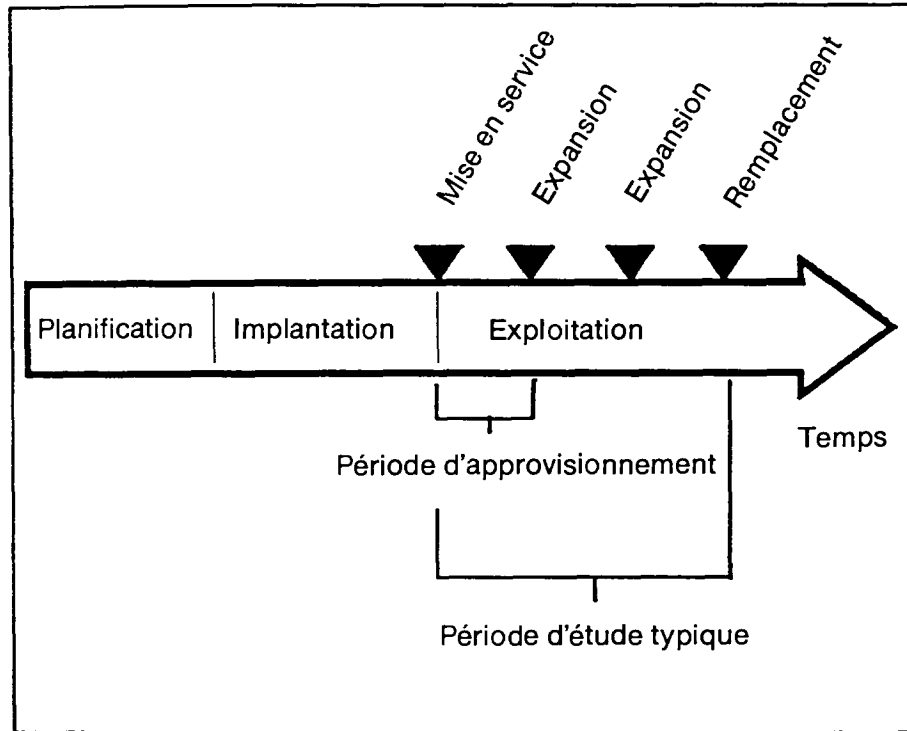 Mise en service
Expansion
Expansion
Remplacement
Planification
Implantation
Exploitation
Temps
Période d'approvisionnement
Période d'étude typique